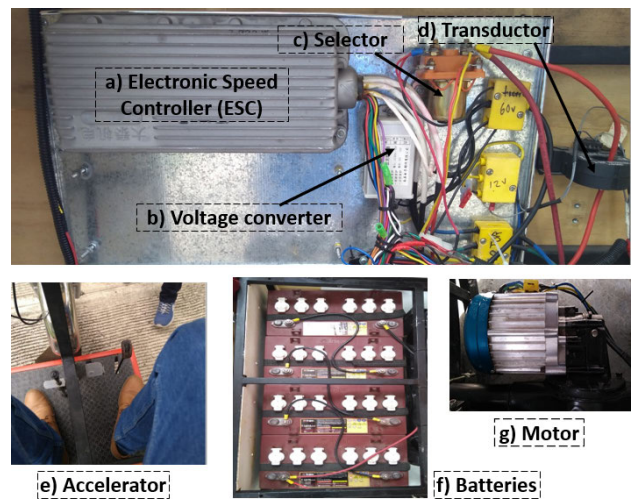 c) Selector
d) Transductor
a) Electronic Speed
Controller (ESC)
60V
12V
b) Voltage converter
g) Motor
e) Accelerator
f) Batteries